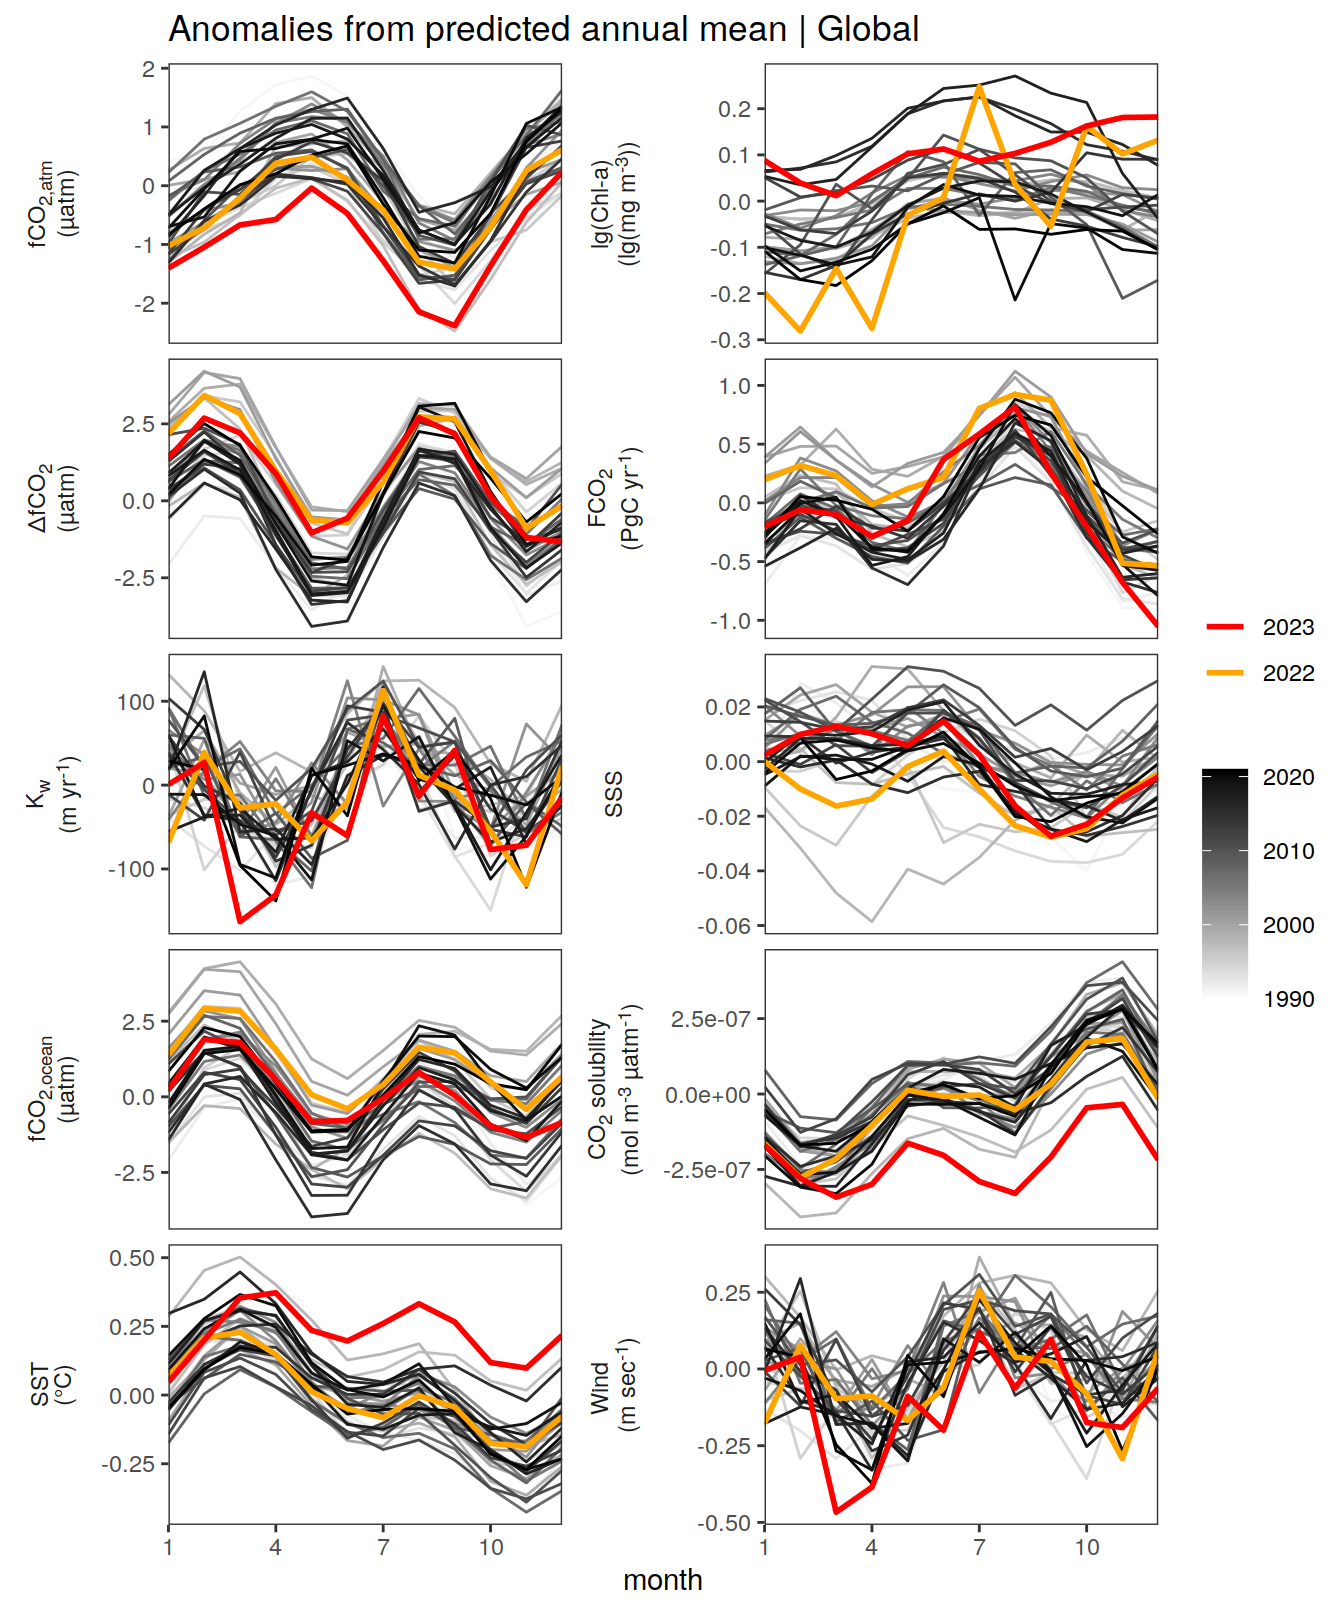 Anomalies from predicted annual mean | Global
fCO2,atm
(µatm)
2
1
0
-1
-2
lg(Chl-a)
(lg(mg m-3))
0.2
0.1
0.0
-0.1
-0.2
-0.3
ΔfCO2
(µatm)
2.5
0.0
-2.5
FCO2
(PgC yr-1)
1.0
0.5
0.0
-0.5
-1.0
Kw
(m yr-1)
100
0
-100
SSS
0.02
0.00
-0.02
-0.04
-0.06
fCO2,ocean
(µatm)
2.5
0.0
-2.5
CO2 solubility
(mol m-3 µatm-1)
2.5e-07
0.0e+00
-2.5e-07
SST
(°C)
0.50
0.25
0.00
-0.25
1
4
7
10
Wind
(m sec-1)
0.25
0.00
-0.25
-0.50
1
4
7
10
month
2023
2022
2020
2010
2000
1990